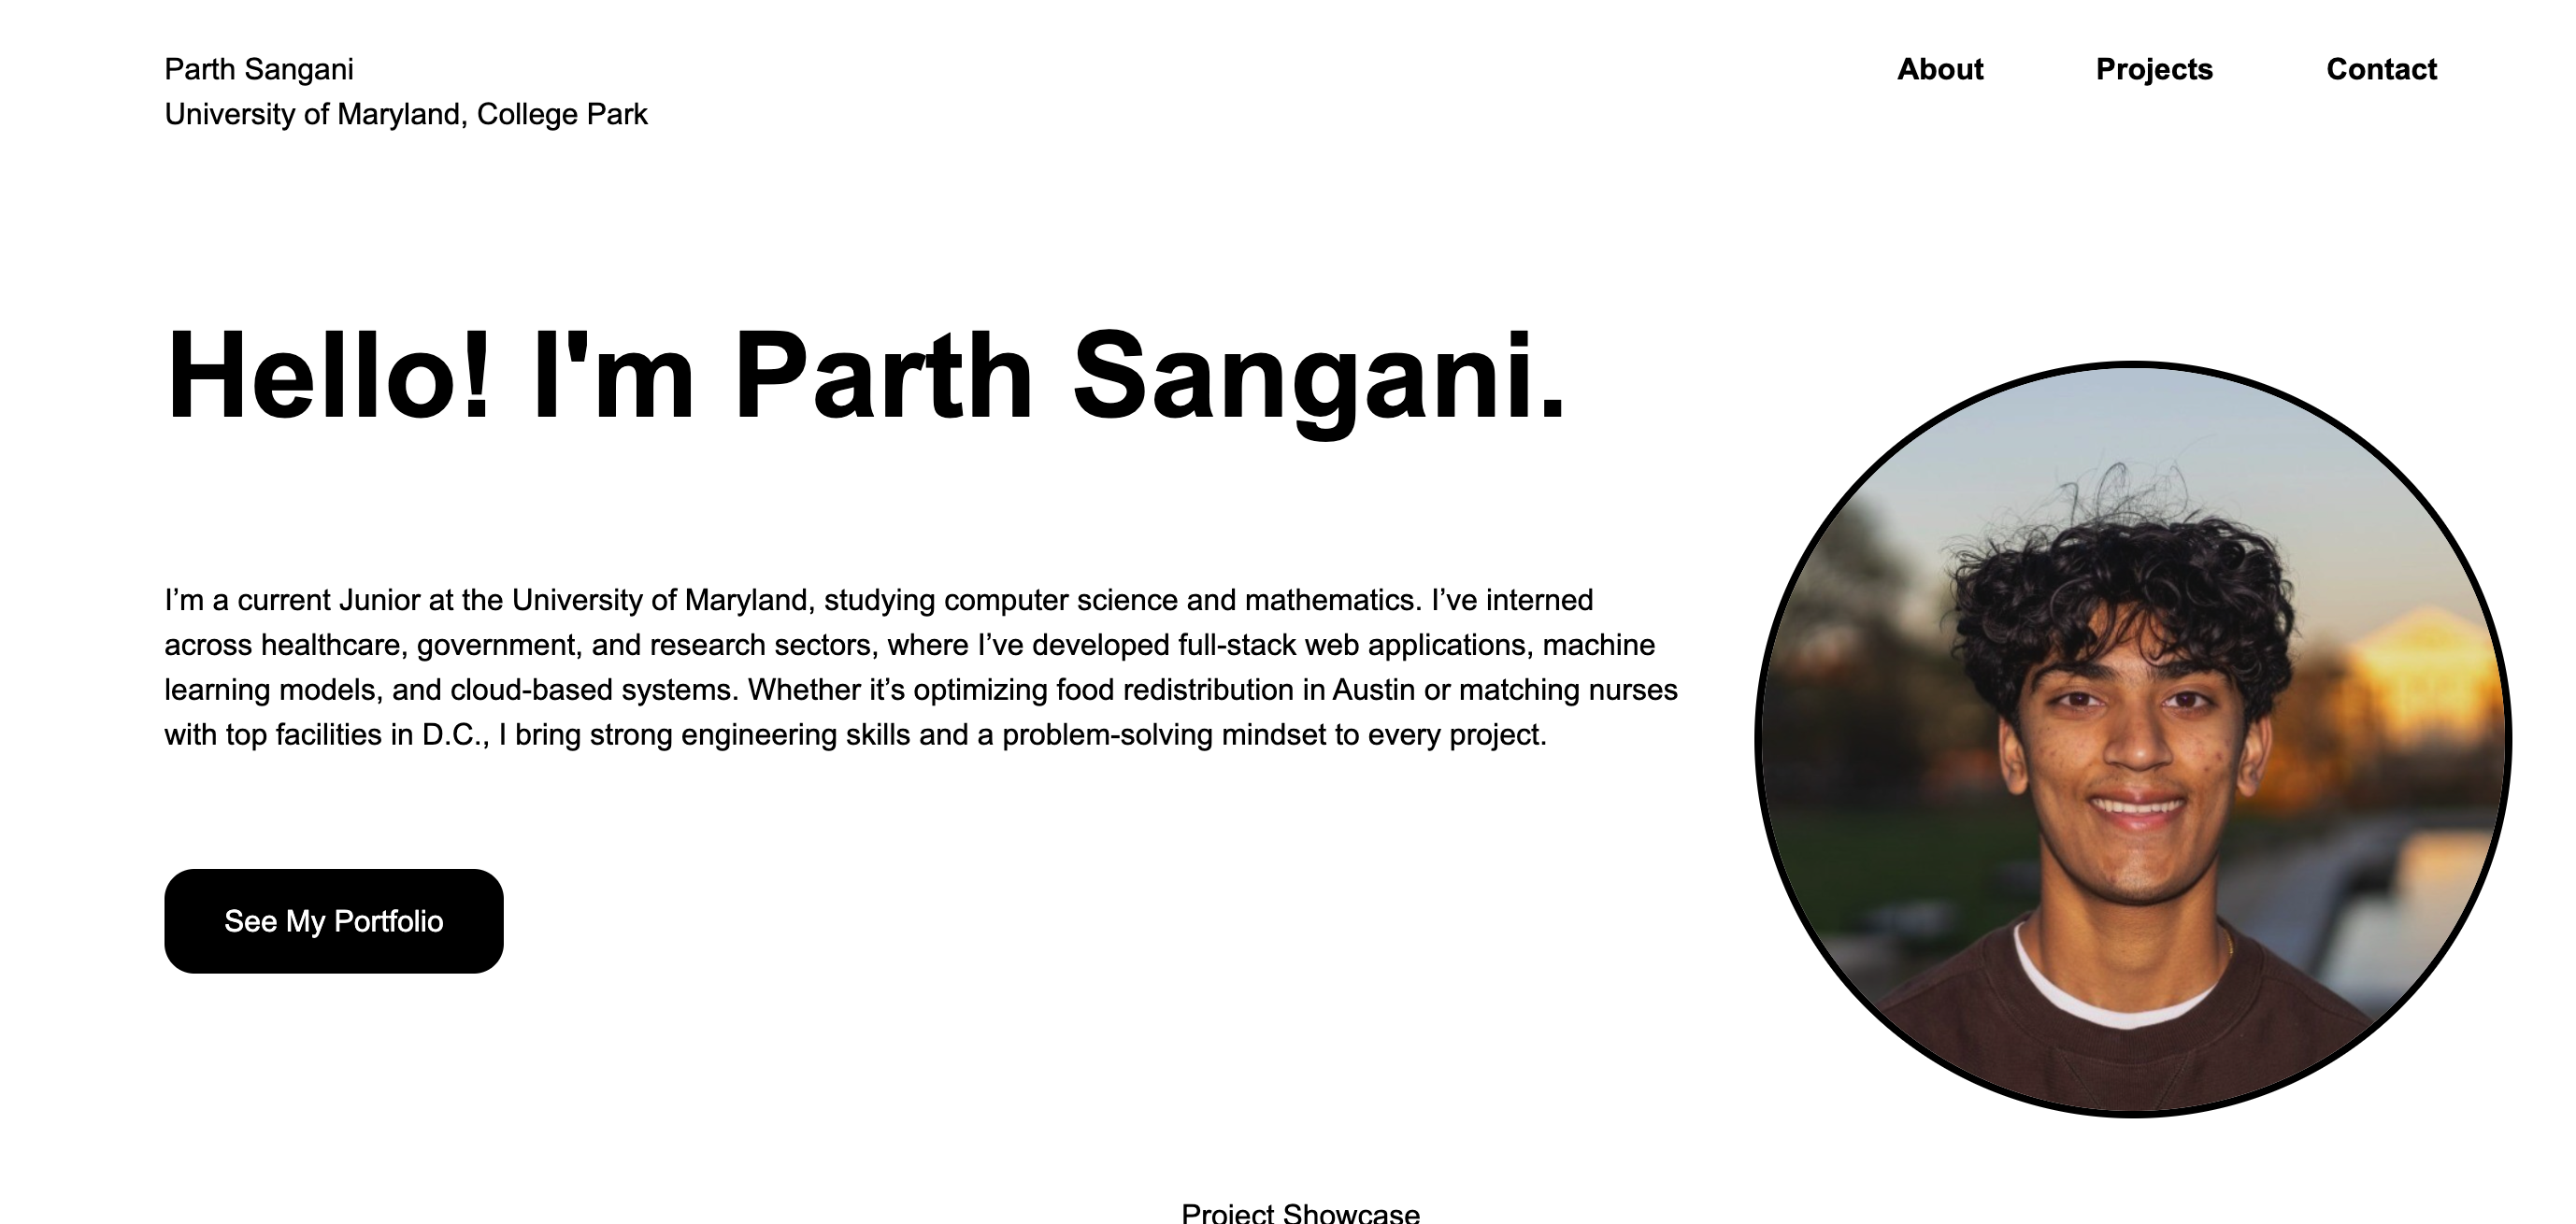 Parth Sangani
University of Maryland, College Park
About
Projects
Contact
Hello! I'm Parth Sangani.
I’m a current Junior at the University of Maryland, studying computer science and mathematics. I’ve interned
across healthcare, government, and research sectors, where I’ve developed full-stack web applications, machine
learning models, and cloud-based systems. Whether it’s optimizing food redistribution in Austin or matching nurses
with top facilities in D.C., I bring strong engineering skills and a problem-solving mindset to every project.
See My Portfolio
Project Showcase